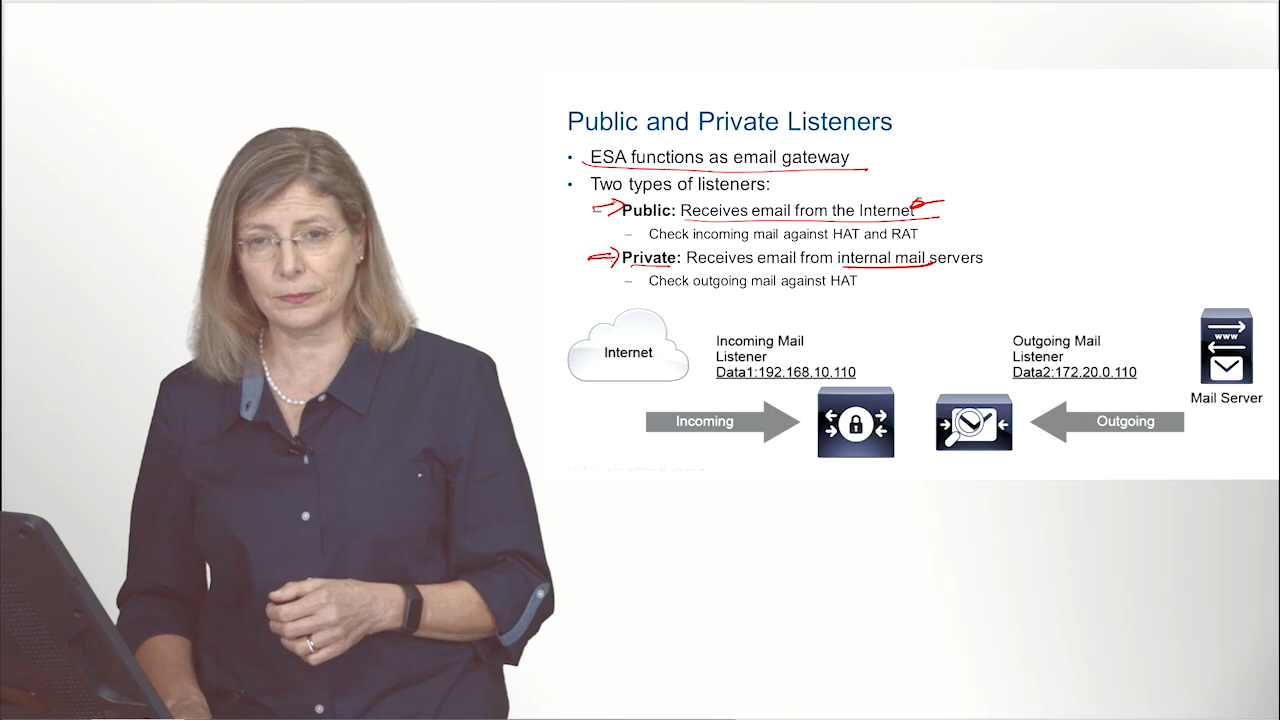 Public and Private Listeners
• ESA functions as email gateway
• Two types of listeners:
– Public: Receives email from the Internet
– Check incoming mail against HAT and RAT
Private: Receives email from internal mail servers
– Check outgoing mail against HAT
Internet
Incoming Mail
Listener
Data1:192.168.10.110
Outgoing Mail
Listener
Data2:172.20.0.110
WWW
Mail Server
Incoming
Outgoing